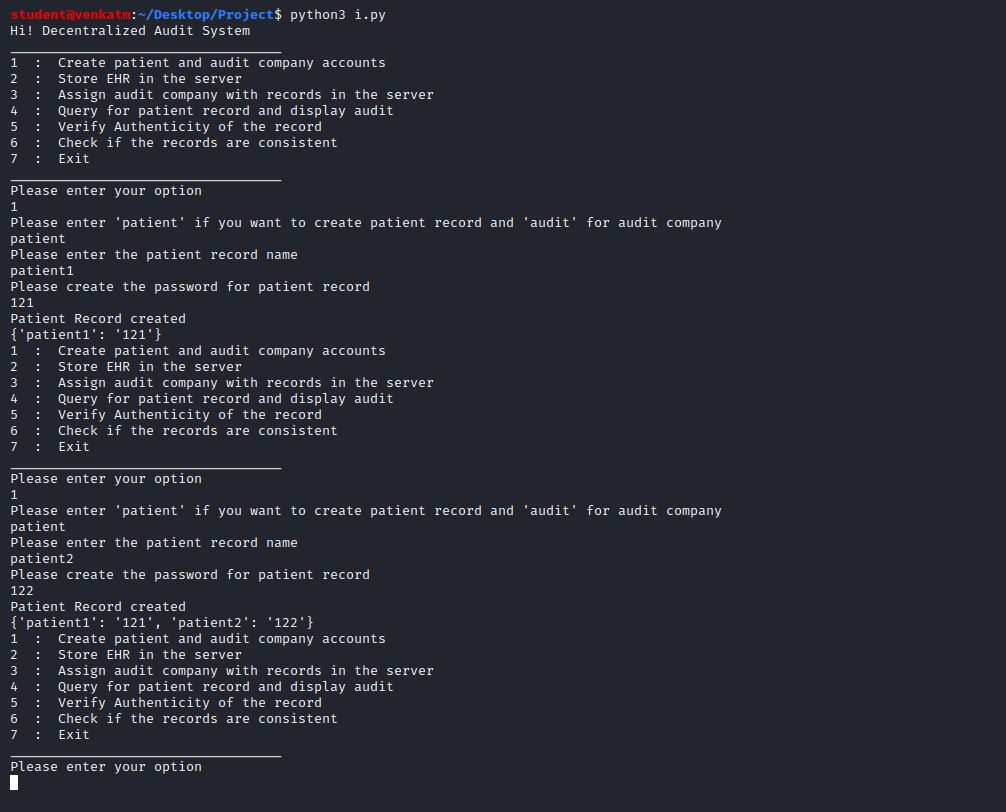 student@venkatm:~/Desktop/Project$ python3 i.py
Hi! Decentralized Audit System
__________________________________
1  :  Create patient and audit company accounts
2  :  Store EHR in the server
3  :  Assign audit company with records in the server
4  :  Query for patient record and display audit
5  :  Verify Authenticity of the record
6  :  Check if the records are consistent
7  :  Exit
__________________________________
Please enter your option
1
Please enter 'patient' if you want to create patient record and 'audit' for audit company
patient
Please enter the patient record name
patient1
Please create the password for patient record
121
Patient Record created
{'patient1': '121'}
1  :  Create patient and audit company accounts
2  :  Store EHR in the server
3  :  Assign audit company with records in the server
4  :  Query for patient record and display audit
5  :  Verify Authenticity of the record
6  :  Check if the records are consistent
7  :  Exit
__________________________________
Please enter your option
1
Please enter 'patient' if you want to create patient record and 'audit' for audit company
patient
Please enter the patient record name
patient2
Please create the password for patient record
122
Patient Record created
{'patient1': '121', 'patient2': '122'}
1  :  Create patient and audit company accounts
2  :  Store EHR in the server
3  :  Assign audit company with records in the server
4  :  Query for patient record and display audit
5  :  Verify Authenticity of the record
6  :  Check if the records are consistent
7  :  Exit
__________________________________
Please enter your option